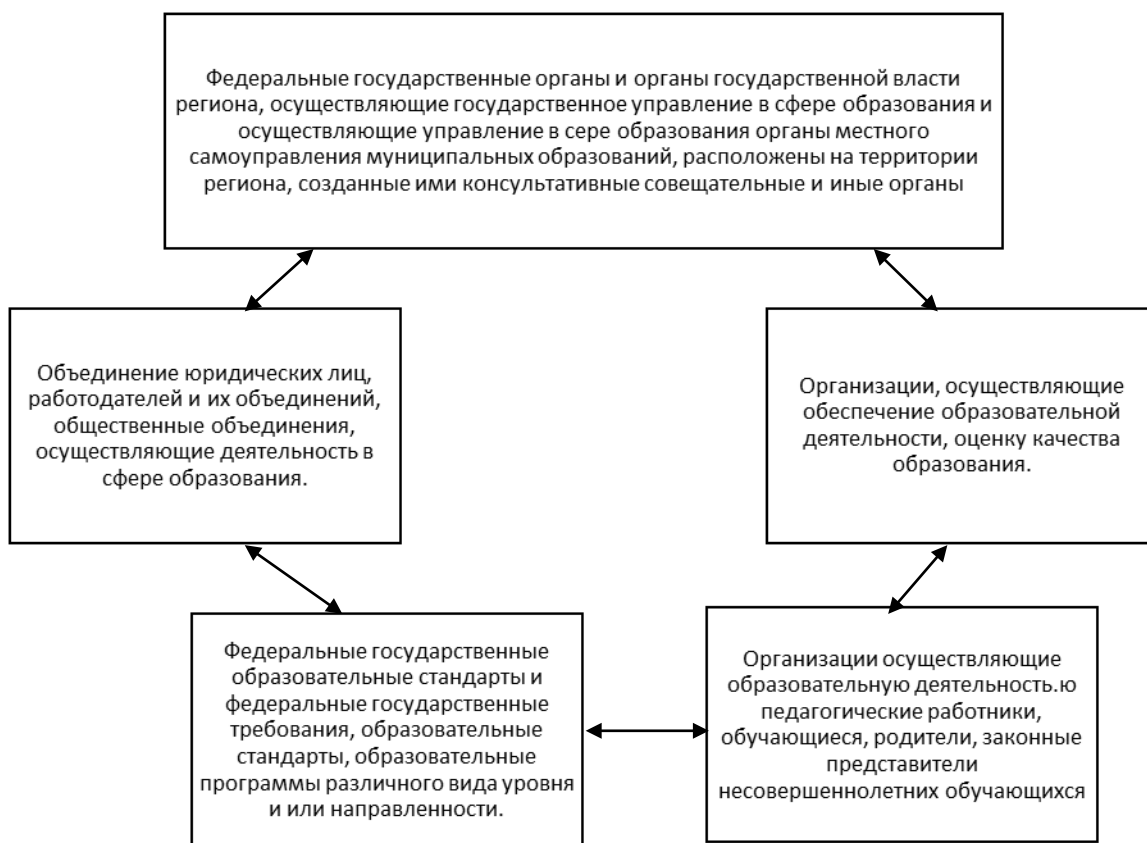 Федеральные государственные органы и органы государственной власти
региона, осуществляющие государственное управление в сфере образования и
осуществляющие управление в сере образования органы местного
самоуправления муниципальных образований, расположены на территории
региона, созданные ими консультативные совещательные и иные органы
Объединение юридических лиц,
работодателей и их объединений,
общественные объединения,
осуществляющие деятельность в
сфере образования.
Организации, осуществляющие
обеспечение образовательной
деятельности, оценку качества
образования.
Федеральные государственные
образовательные стандарты и
федеральные государственные
требования, образовательные
стандарты, образовательные
программы различного вида уровня
и или направленности.
Организации осуществляющие
образовательную деятельность.ю
педагогические работники,
обучающиеся, родители, законные
представители
несовершеннолетних обучающихся